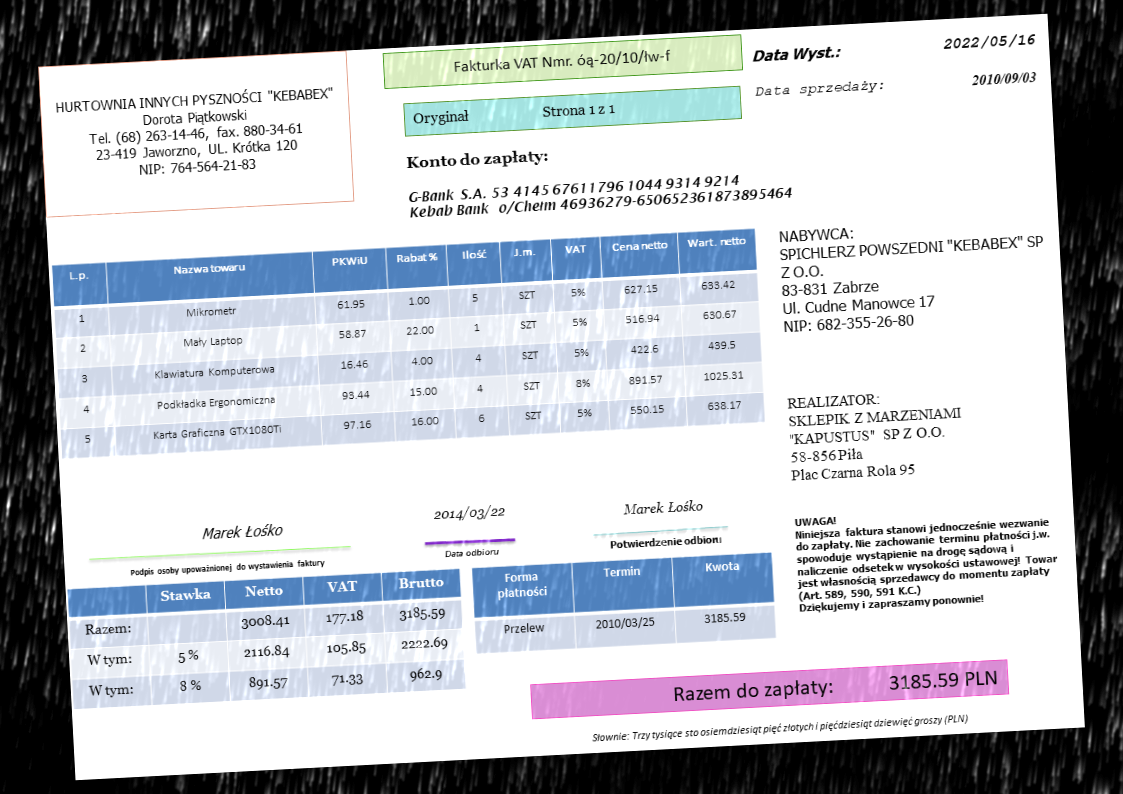 HURTOWNIA INNYCH PYSZNOŚCI "KEBABEX"
Dorota Piątkowski
Tel. (68) 263-14-46, fax. 880-34-61
23-419 Jaworzno, UL. Krótka 120
NIP: 764-564-21-83
Fakturka VAT Nmr. óą-20/10/łw-f
Oryginał Strona 1 z 1
Data Wyst.: 2022/05/16
Data sprzedaży: 2010/09/03
Konto do zapłaty:
G-Bank S.A. 53 4145 67611796 1044 9314 9214
Kebab Bank o/Chełm 46936279-650652361873895464
L.p. Nazwa towaru PKWiU Rabat % Ilość J.m. VAT Cena netto Wart. netto
1 Mikrometr 61.95 1.00 5 SZT 5% 627.15 633.42
2 Mały Laptop 58.87 22.00 1 SZT 5% 516.94 630.67
3 Klawiatura Komputerowa 16.46 4.00 4 SZT 5% 422.6 439.5
4 Podkładka Ergonomiczna 93.44 15.00 4 SZT 8% 891.57 1025.31
5 Karta Graficzna GTX1080Ti 97.16 16.00 6 SZT 5% 550.15 638.17
NABYWCA:
SPICHLERZ POWSZEDNI "KEBABEX" SP
Z O.O.
83-831 Zabrze
Ul. Cudne Manowce 17
NIP: 682-355-26-80
REALIZATOR:
SKLEPIK Z MARZENIAMI
"KAPUSTUS" SP Z O.O.
58-856 Piła
Plac Czarna Rola 95
Marek Łośko
Podpis osoby upoważnionej do wystawienia faktury
2014/03/22
Data odbioru
Marek Łośko
Potwierdzenie odbioru
UWAGA!
Niniejsza faktura stanowi jednocześnie wezwanie
do zapłaty. Nie zachowanie terminu płatności j.w.
spowoduje wystąpienie na drogę sądową i
naliczenie odsetek w wysokości ustawowej! Towar
jest własnością sprzedawcy do momentu zapłaty
(Art. 589, 590, 591 K.C.)
Dziękujemy i zapraszamy ponownie!
Stawka Netto VAT Brutto
Razem: 3008.41 177.18 3185.59
W tym: 5 % 2116.84 105.85 2222.69
W tym: 8 % 891.57 71.33 962.9
Forma płatności Termin Kwota
Przelew 2010/03/25 3185.59
Razem do zapłaty: 3185.59 PLN
Słownie: Trzy tysiące sto osiemdziesiąt pięć złotych i pięćdziesiąt dziewięć groszy (PLN)